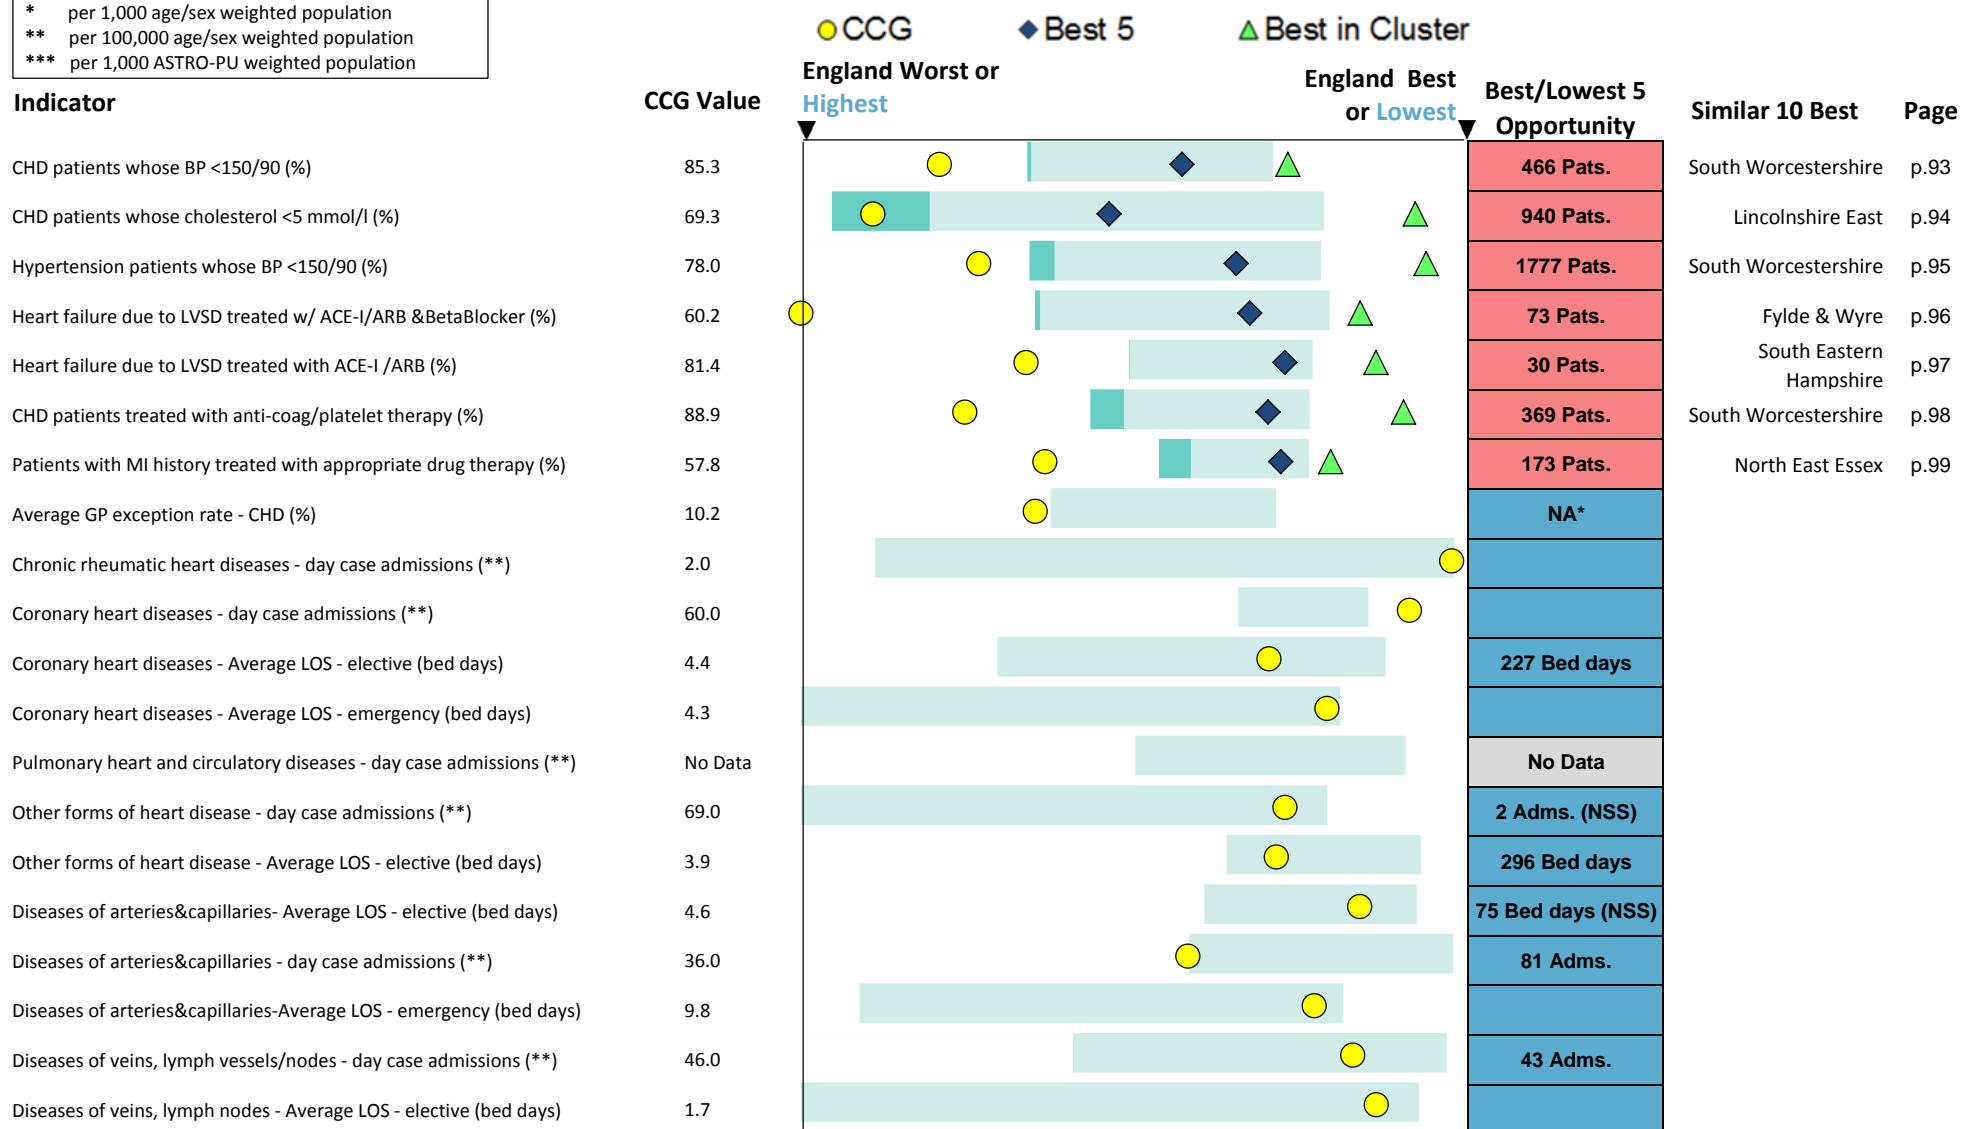 * per 1,000 age/sex weighted population
** per 100,000 age/sex weighted population
*** per 1,000 ASTRO-PU weighted population
CCG Best 5 Best in Cluster
Indicator CCG Value England Worst or Highest England Best or Lowest Best/Lowest 5 Opportunity Similar 10 Best Page
CHD patients whose BP <150/90 (%) 85.3 466 Pats. South Worcestershire p.93
CHD patients whose cholesterol <5 mmol/l (%) 69.3 940 Pats. Lincolnshire East p.94
Hypertension patients whose BP <150/90 (%) 78.0 1777 Pats. South Worcestershire p.95
Heart failure due to LVSD treated w/ ACE-I/ARB &BetaBlocker (%) 60.2 73 Pats. Fylde & Wyre p.96
Heart failure due to LVSD treated with ACE-I /ARB (%) 81.4 30 Pats. South Eastern Hampshire p.97
CHD patients treated with anti-coag/platelet therapy (%) 88.9 369 Pats. South Worcestershire p.98
Patients with MI history treated with appropriate drug therapy (%) 57.8 173 Pats. North East Essex p.99
Average GP exception rate - CHD (%) 10.2 NA*
Chronic rheumatic heart diseases - day case admissions (**) 2.0
Coronary heart diseases - day case admissions (**) 60.0
Coronary heart diseases - Average LOS - elective (bed days) 4.4 227 Bed days
Coronary heart diseases - Average LOS - emergency (bed days) 4.3
Pulmonary heart and circulatory diseases - day case admissions (**) No Data No Data
Other forms of heart disease - day case admissions (**) 69.0 2 Adms. (NSS)
Other forms of heart disease - Average LOS - elective (bed days) 3.9 296 Bed days
Diseases of arteries&capillaries- Average LOS - elective (bed days) 4.6 75 Bed days (NSS)
Diseases of arteries&capillaries - day case admissions (**) 36.0 81 Adms.
Diseases of arteries&capillaries-Average LOS - emergency (bed days) 9.8
Diseases of veins, lymph vessels/nodes - day case admissions (**) 46.0 43 Adms.
Diseases of veins, lymph nodes - Average LOS - elective (bed days) 1.7